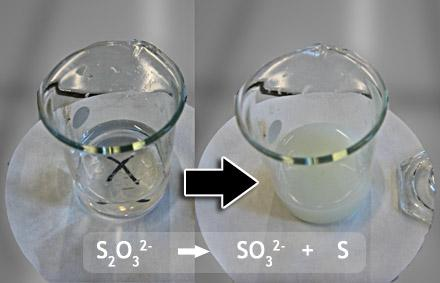 X
S₂O₃²⁻ → SO₃²⁻ + S